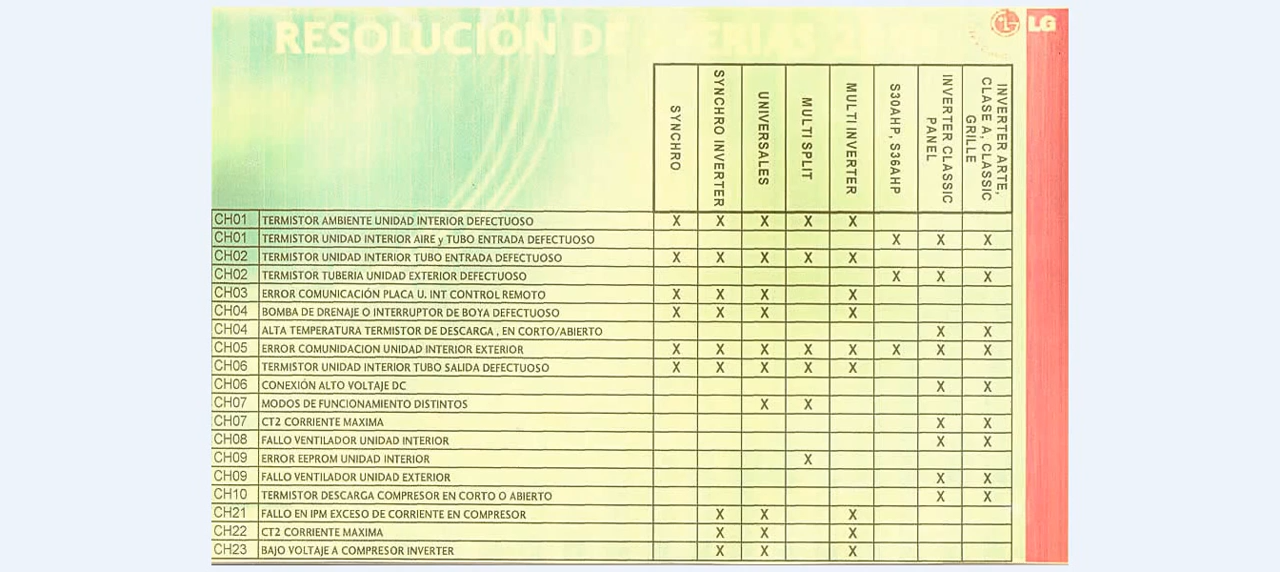 RESOLUCIÓN DE
LG
SYNCHRO
SYNCHRO INVERTER
UNIVERSALES
MULTI SPLIT
MULTI INVERTER
S30AHP, S36AHP
INVERTER CLASSIC
PANEL
INVERTER ARTE,
CLASE A, CLASSIC
GRILLE
CH01 TERMISTOR AMBIENTE UNIDAD INTERIOR DEFECTUOSO X X X X X
CH01 TERMISTOR UNIDAD INTERIOR AIRE y TUBO ENTRADA DEFECTUOSO X X X
CH02 TERMISTOR UNIDAD INTERIOR TUBO ENTRADA DEFECTUOSO X X X X X
CH02 TERMISTOR TUBERIA UNIDAD EXTERIOR DEFECTUOSO X X X
CH03 ERROR COMUNICACIÓN PLACA U. INT CONTROL REMOTO X X X X
CH04 BOMBA DE DRENAJE O INTERRUPTOR DE BOYA DEFECTUOSO X X X X
CH04 ALTA TEMPERATURA TERMISTOR DE DESCARGA , EN CORTO/ABIERTO X X
CH05 ERROR COMUNIDACION UNIDAD INTERIOR EXTERIOR X X X X X X X X
CH06 TERMISTOR UNIDAD INTERIOR TUBO SALIDA DEFECTUOSO X X X X X
CH06 CONEXIÓN ALTO VOLTAJE DC X X
CH07 MODOS DE FUNCIONAMIENTO DISTINTOS X X
CH07 CT2 CORRIENTE MAXIMA X X
CH08 FALLO VENTILADOR UNIDAD INTERIOR X X
CH09 ERROR EEPROM UNIDAD INTERIOR X
CH09 FALLO VENTILADOR UNIDAD EXTERIOR X X
CH10 TERMISTOR DESCARGA COMPRESOR EN CORTO O ABIERTO X X
CH21 FALLO EN IPM EXCESO DE CORRIENTE EN COMPRESOR X X X
CH22 CT2 CORRIENTE MAXIMA X X X
CH23 BAJO VOLTAJE A COMPRESOR INVERTER X X X